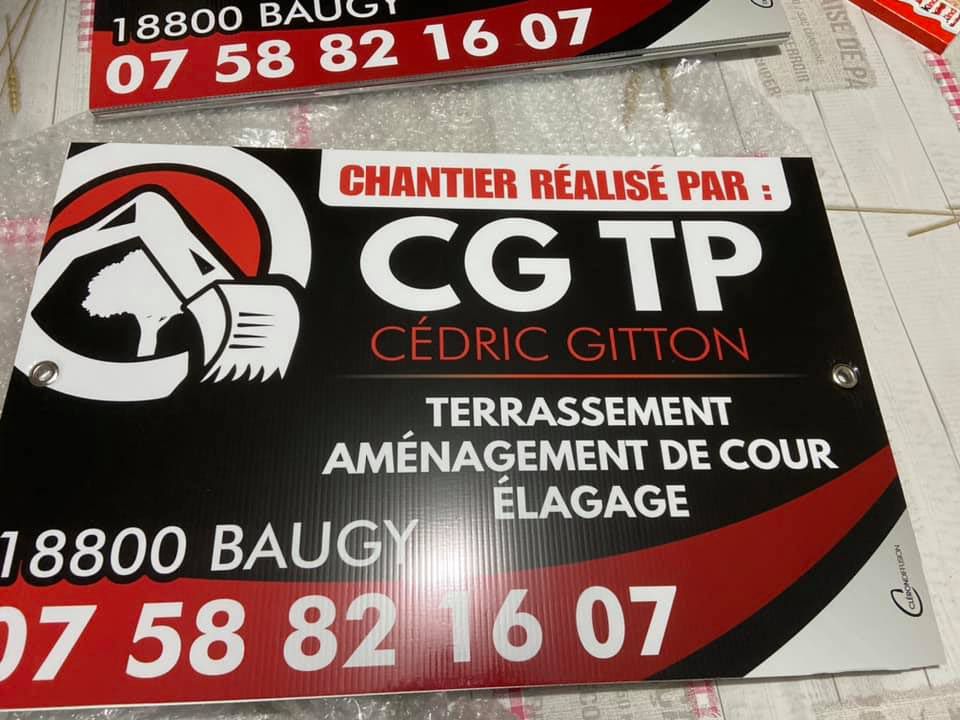 18800 BAUGY
07 58 82 16 07
CHANTIER RÉALISÉ PAR :
CG TP
CÉDRIC GITTON
TERRASSEMENT
AMÉNAGEMENT DE COUR
ÉLAGAGE
18800 BAUGY
07 58 82 16 07
CLÉRONDIFFUSION